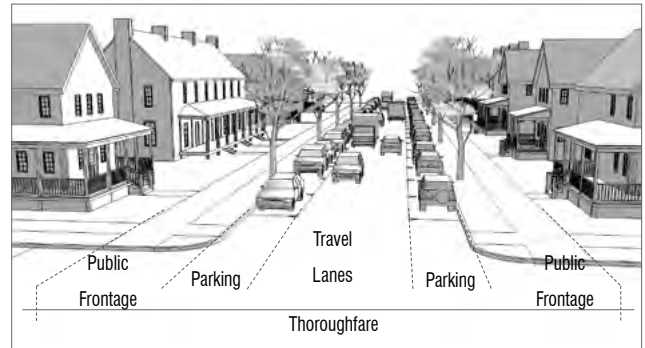 Travel
Public
Public
Parking
Lanes
Parking
Frontage
Frontage
Thoroughfare